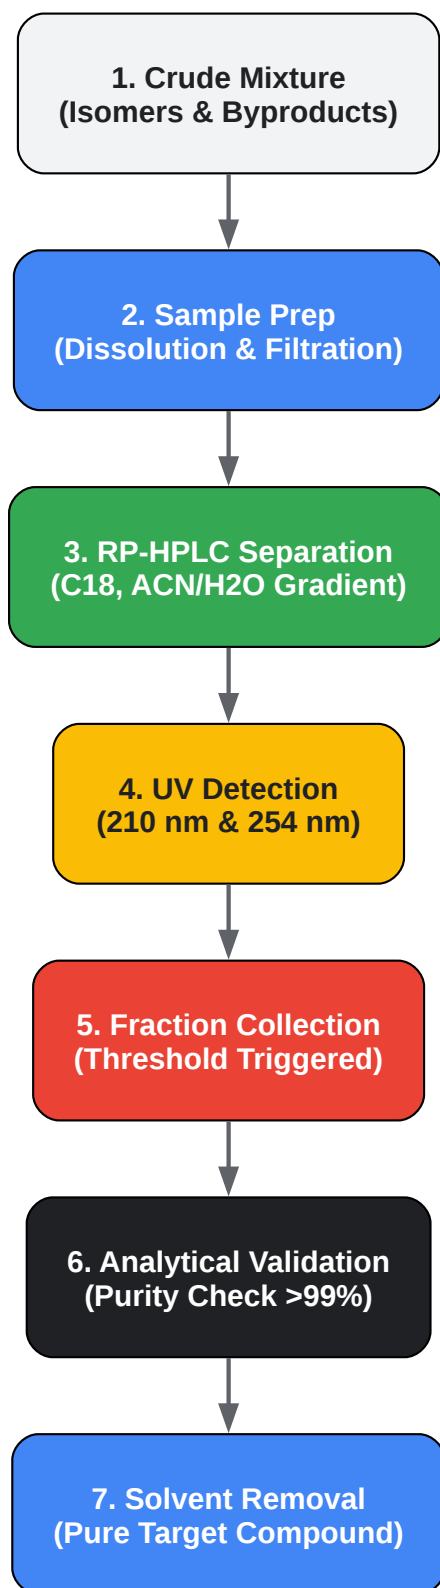 1. Crude Mixture
(Isomers & Byproducts)
2. Sample Prep
(Dissolution & Filtration)
3. RP-HPLC Separation
(C18, ACN/H2O Gradient)
4. UV Detection
(210 nm & 254 nm)
5. Fraction Collection
(Threshold Triggered)
6. Analytical Validation
(Purity Check >99%)
7. Solvent Removal
(Pure Target Compound)